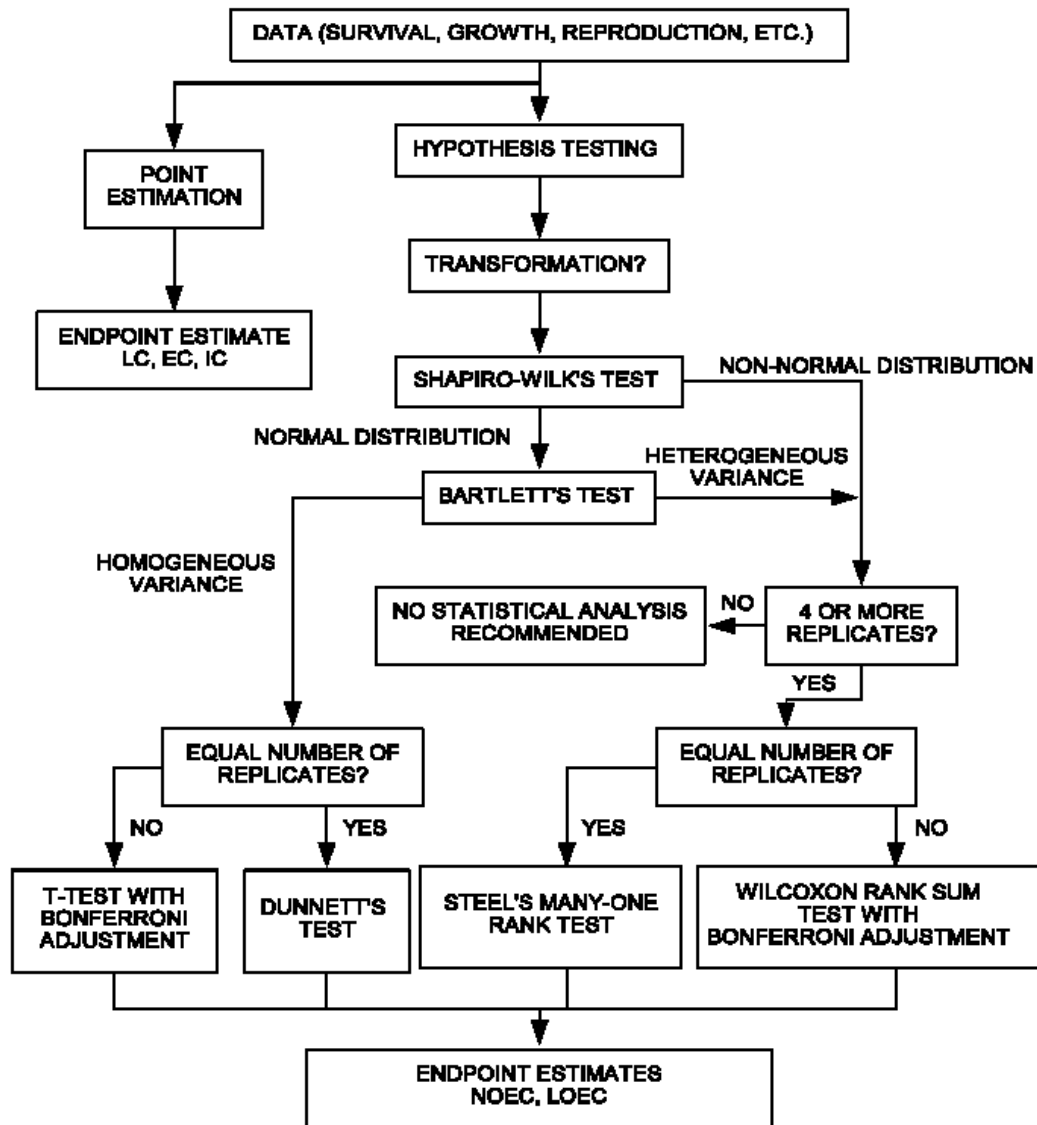 DATA (SURVIVAL, GROWTH, REPRODUCTION, ETC.)
HYPOTHESIS TESTING
POINT
ESTIMATION
TRANSFORMATION?
ENDPOINT ESTIMATE
LC, EC, IC
SHAPIRO-WILK'S TEST
NON-NORMAL DISTRIBUTION
NORMAL DISTRIBUTION
HETEROGENEOUS
VARIANCE
BARTLETT'S TEST
HOMOGENEOUS
VARIANCE
NO STATISTICAL ANALYSIS
RECOMMENDED
NO
4 OR MORE
REPLICATES?
YES
EQUAL NUMBER OF
REPLICATES?
EQUAL NUMBER OF
REPLICATES?
NO
YES
YES
NO
T-TEST WITH
BONFERRONI
ADJUSTMENT
DUNNETT'S
TEST
STEEL'S MANY-ONE
RANK TEST
WILCOXON RANK SUM
TEST WITH
BONFERRONI ADJUSTMENT
ENDPOINT ESTIMATES
NOEC, LOEC